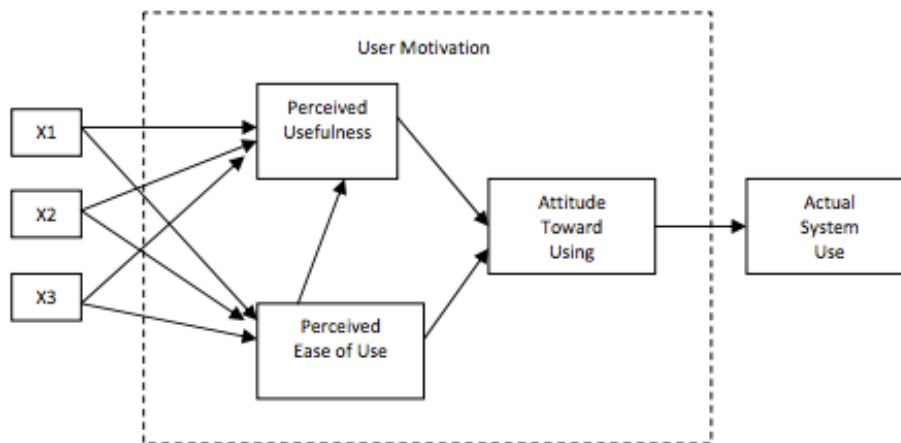 User Motivation
X1
X2
X3
Perceived
Usefulness
Perceived
Ease of Use
Attitude
Toward
Using
Actual
System
Use